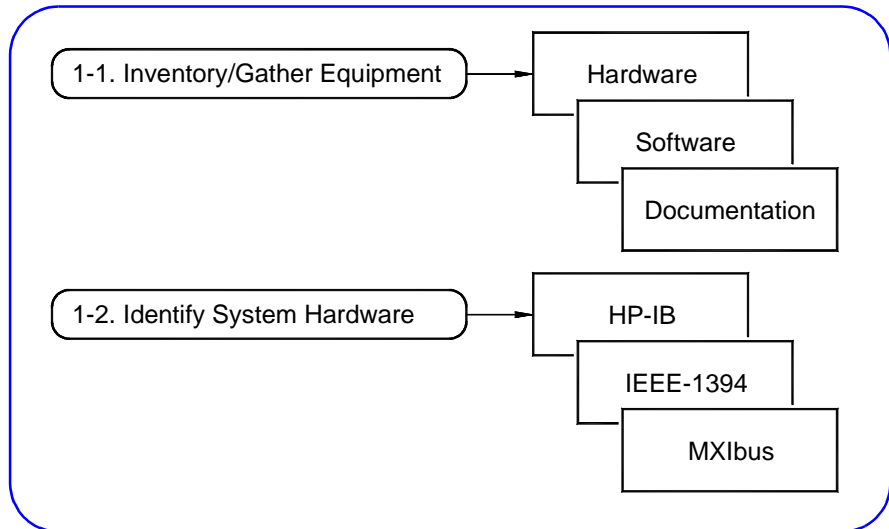 1-1. Inventory/Gather Equipment
Hardware
Software
Documentation
1-2. Identify System Hardware
HP-IB
IEEE-1394
MXIbus